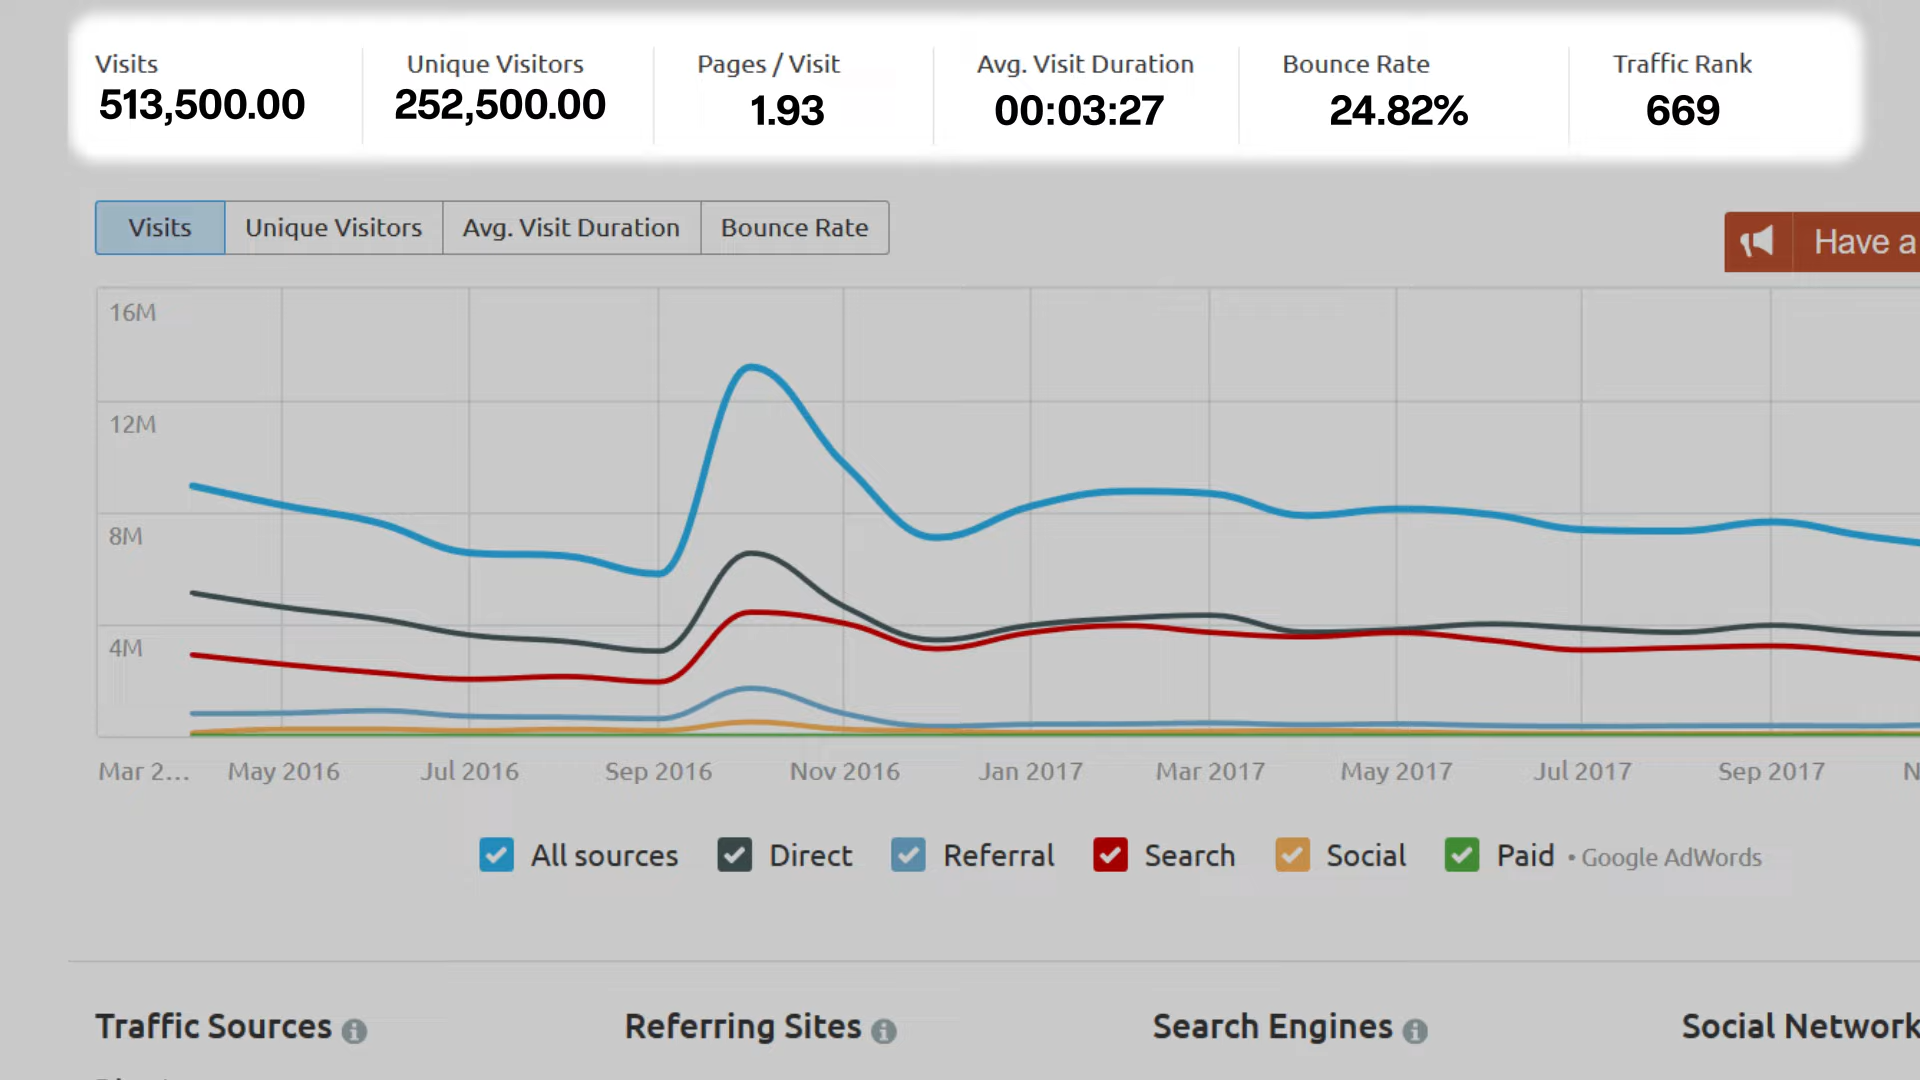 Visits Unique Visitors Pages / Visit Avg. Visit Duration Bounce Rate Traffic Rank
513,500.00 252,500.00 1.93 00:03:27 24.82% 669
Visits Unique Visitors Avg. Visit Duration Bounce Rate
Have a
16M
12M
8M
4M
Mar 2... May 2016 Jul 2016 Sep 2016 Nov 2016 Jan 2017 Mar 2017 May 2017 Jul 2017 Sep 2017 N
All sources Direct Referral Search Social Paid • Google AdWords
Traffic Sources Referring Sites Search Engines Social Network